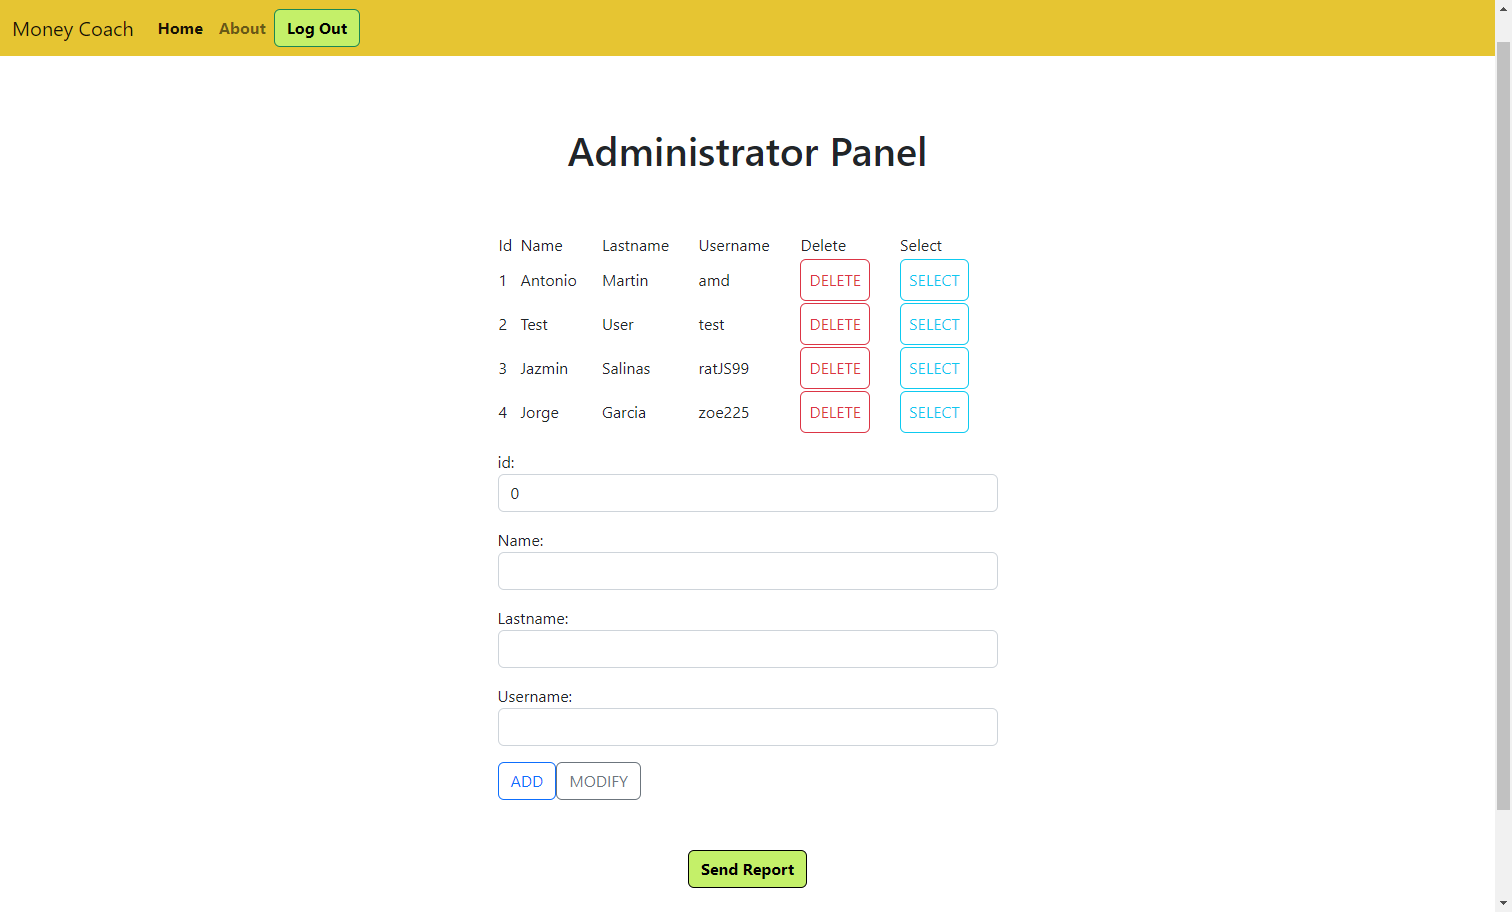 Money Coach Home About Log Out
Administrator Panel
Id Name Lastname Username Delete Select
1 Antonio Martin amd DELETE SELECT
2 Test User test DELETE SELECT
3 Jazmin Salinas ratJS99 DELETE SELECT
4 Jorge Garcia zoe225 DELETE SELECT
id:
0
Name:
Lastname:
Username:
ADD MODIFY
Send Report